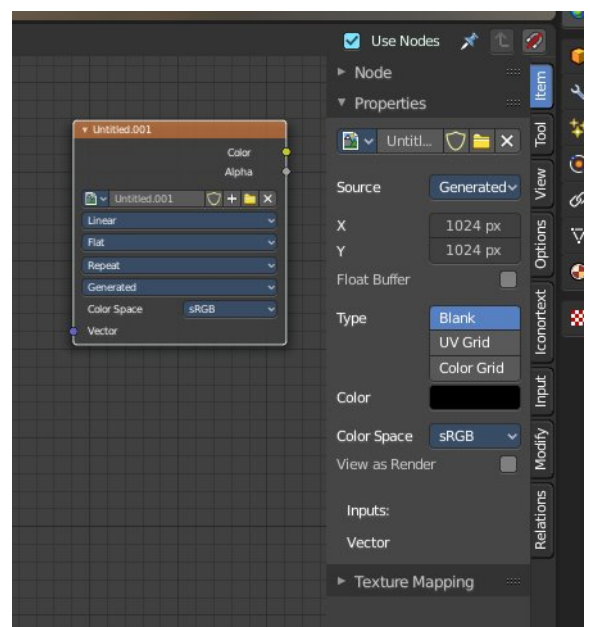 Use Nodes
Node
Properties
Untitl...
Source Generated
X 1024 px
Y 1024 px
Float Buffer
Type Blank
UV Grid
Color Grid
Color
Color Space sRGB
View as Render
Inputs:
Vector
Texture Mapping
Untitled.001
Color
Alpha
Untitled.001
Linear
Flat
Repeat
Generated
Color Space sRGB
Vector
Item
Tool
View
Options
Iconortext
Input
Modify
Relations